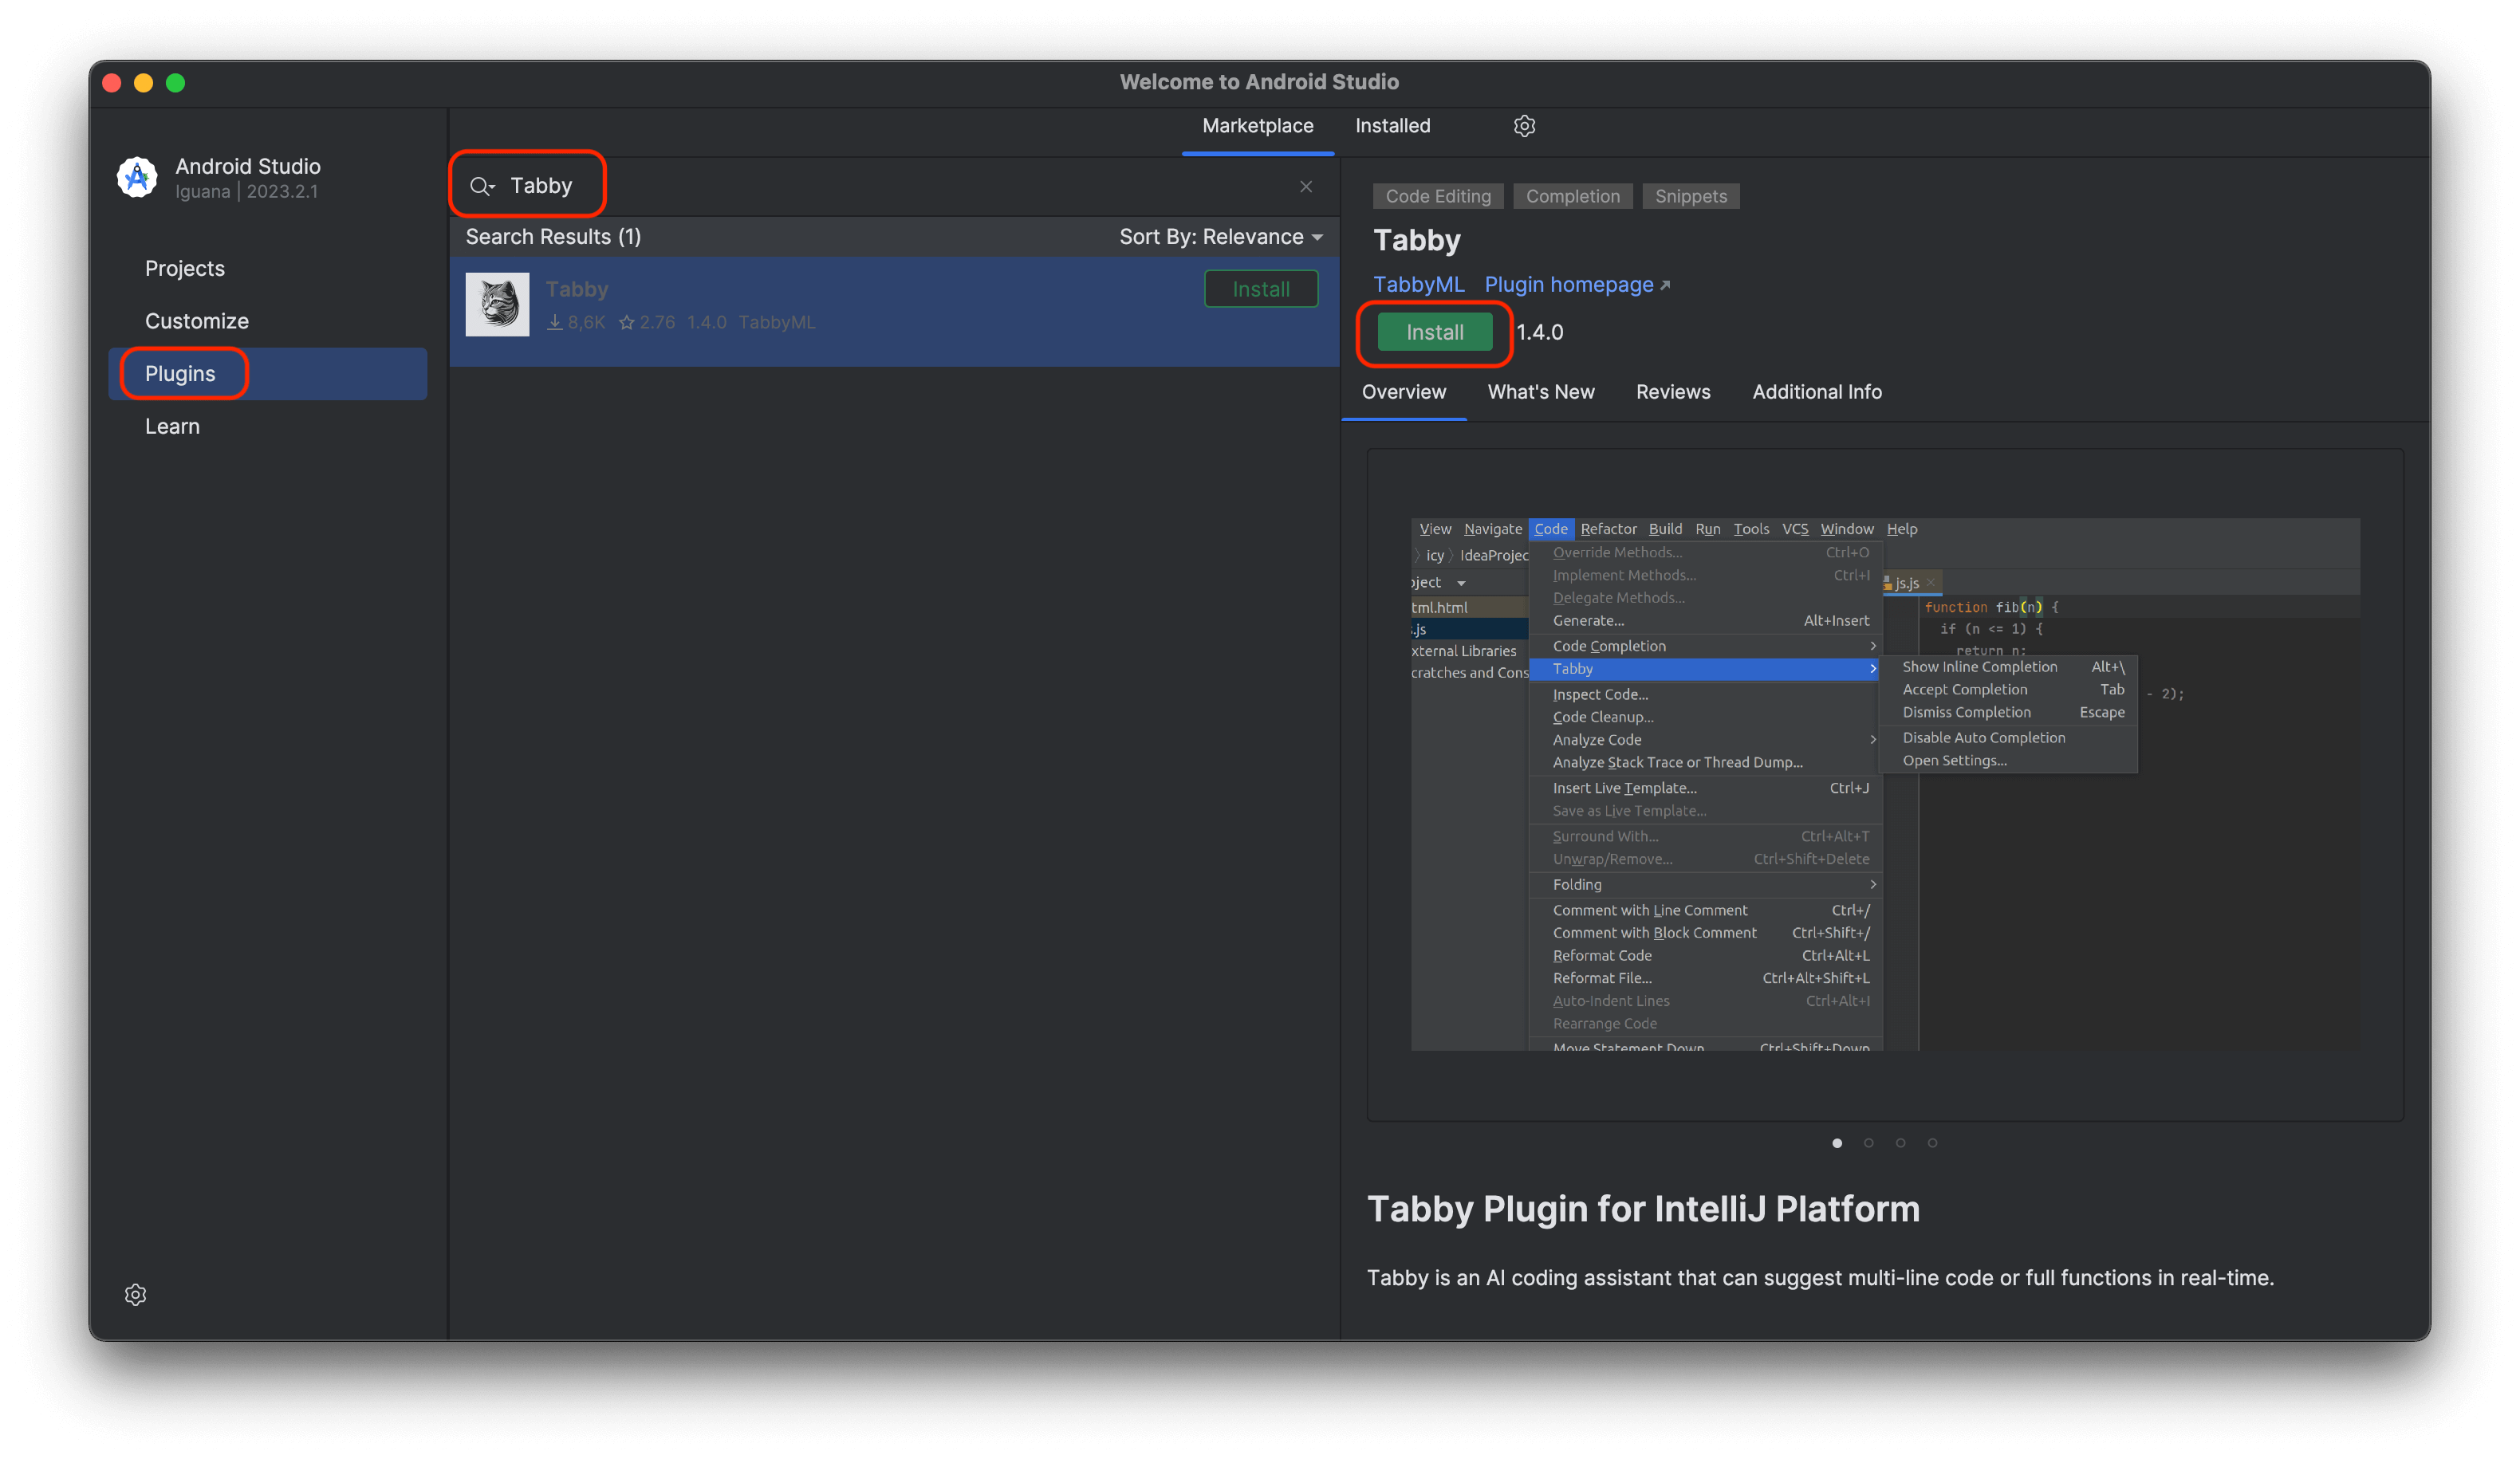 Welcome to Android Studio
Android Studio
Iguana | 2023.2.1
Projects
Customize
Plugins
Learn
Marketplace Installed
Tabby
Search Results (1) Sort By: Relevance
Tabby
Install
8,6K 2.76 1.4.0 TabbyML
Code Editing Completion Snippets
Tabby
TabbyML Plugin homepage
Install 1.4.0
Overview What's New Reviews Additional Info
View Navigate Code Refactor Build Run Tools VCS Window Help
icy IdeaProjec
oject
tml.html
s.js
xternal Libraries
cratches and Cons
Override Methods... Ctrl+O
Implement Methods... Ctrl+I
Delegate Methods...
Generate... Alt+Insert
Code Completion
Tabby
Inspect Code...
Code Cleanup...
Analyze Code
Analyze Stack Trace or Thread Dump...
Insert Live Template... Ctrl+J
Save as Live Template...
Surround With... Ctrl+Alt+T
Unwrap/Remove... Ctrl+Shift+Delete
Folding
Comment with Line Comment Ctrl+/
Comment with Block Comment Ctrl+Shift+/
Reformat Code Ctrl+Alt+L
Reformat File... Ctrl+Alt+Shift+L
Auto-Indent Lines Ctrl+Alt+I
Rearrange Code
Move Statement Down Ctrl+Shift+Down
Show Inline Completion Alt+\
Accept Completion Tab
Dismiss Completion Escape
Disable Auto Completion
Open Settings...
js.js
function fib(n) {
if (n <= 1) {
return n;
- 2);
Tabby Plugin for IntelliJ Platform
Tabby is an AI coding assistant that can suggest multi-line code or full functions in real-time.